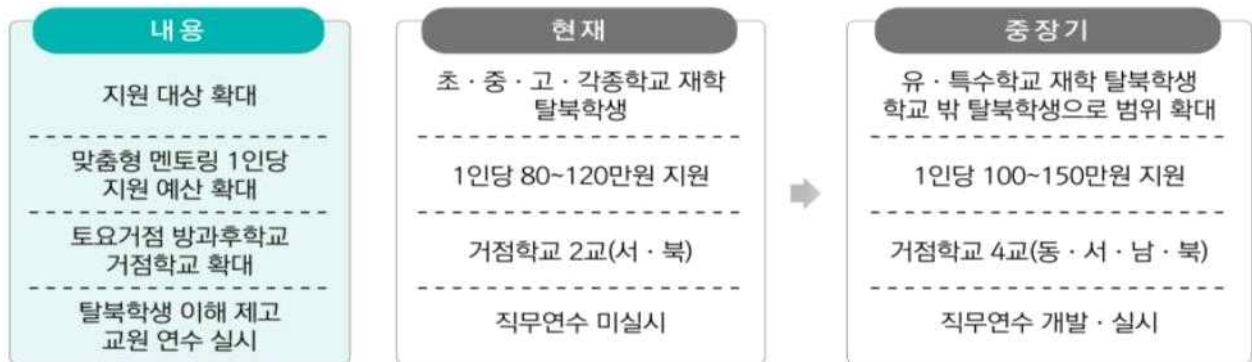 내용
지원 대상 확대
맞춤형 멘토링 1인당
지원 예산 확대
토요거점 방과후학교
거점학교 확대
탈북학생 이해 제고
교원 연수 실시
현재
초 · 중 · 고 · 각종학교 재학
탈북학생
1인당 80~120만원 지원
거점학교 2교(서 · 북)
직무연수 미실시
중장기
유 · 특수학교 재학 탈북학생
학교 밖 탈북학생으로 범위 확대
1인당 100~150만원 지원
거점학교 4교(동 · 서 · 남 · 북)
직무연수 개발 · 실시